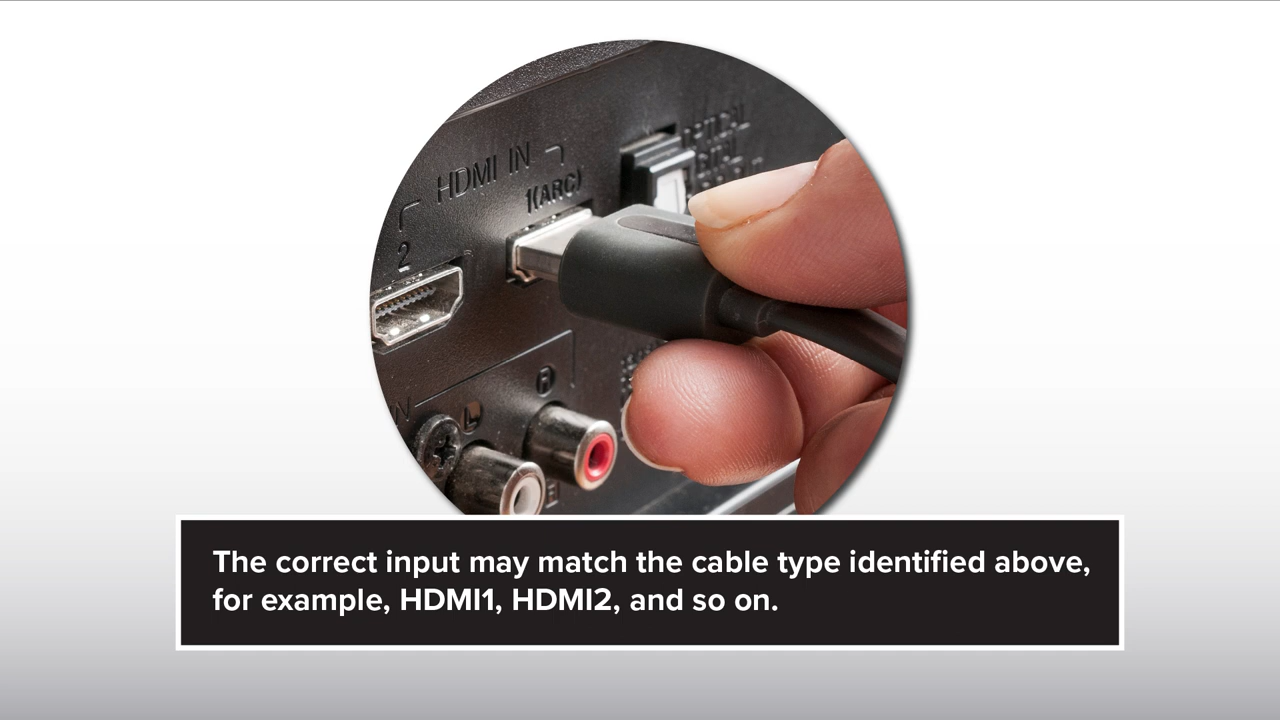 HDMI IN
1(ARC)
2
OPTICAL
R
L
The correct input may match the cable type identified above,
for example, HDMI1, HDMI2, and so on.